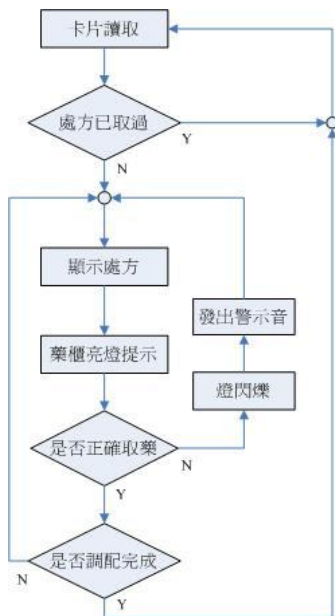 卡片讀取
處方已取過
Y
N
顯示處方
發出警示音
藥櫃亮燈提示
燈閃爍
是否正確取藥
N
Y
是否調配完成
N
Y